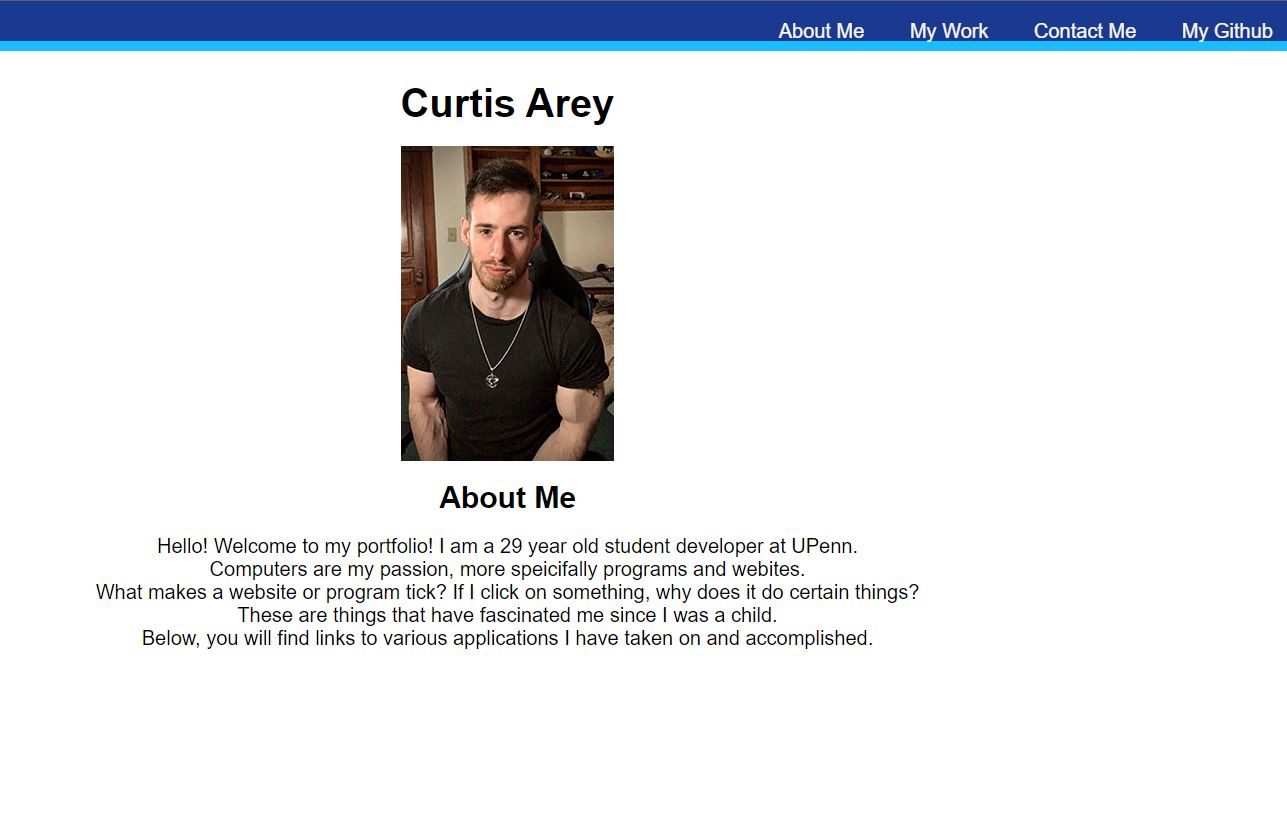 About Me My Work Contact Me My Github
Curtis Arey
About Me
Hello! Welcome to my portfolio! I am a 29 year old student developer at UPenn.
Computers are my passion, more speicifally programs and webites.
What makes a website or program tick? If I click on something, why does it do certain things?
These are things that have fascinated me since I was a child.
Below, you will find links to various applications I have taken on and accomplished.